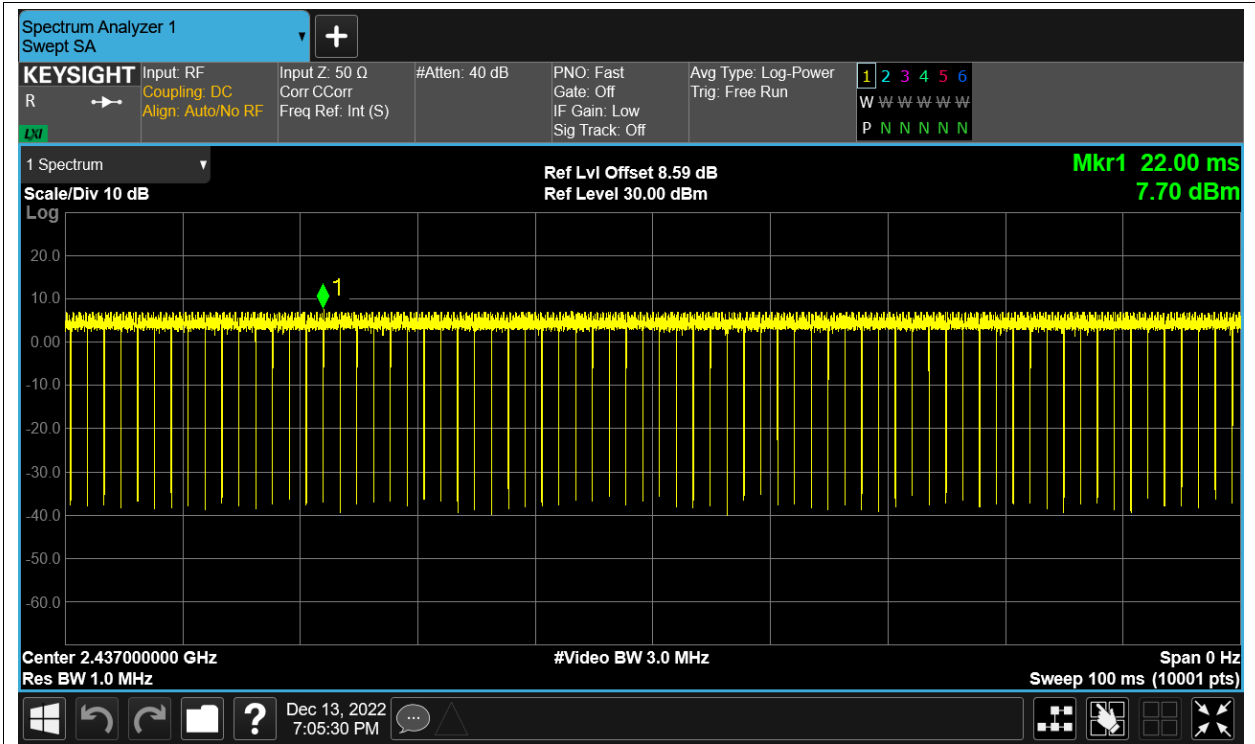 Spectrum Analyzer 1
Swept SA
+
KEYSIGHT
R
LXI
Input: RF
Coupling: DC
Align: Auto/No RF
Input Z: 50 Ω
Corr CCorr
Freq Ref: Int (S)
#Atten: 40 dB
PNO: Fast
Gate: Off
IF Gain: Low
Sig Track: Off
Avg Type: Log-Power
Trig: Free Run
1 2 3 4 5 6
W W W W W W
P N N N N N
1 Spectrum
Scale/Div 10 dB
Ref Lvl Offset 8.59 dB
Ref Level 30.00 dBm
Mkr1 22.00 ms
7.70 dBm
Log
20.0
10.0
0.00
-10.0
-20.0
-30.0
-40.0
-50.0
-60.0
1
Center 2.437000000 GHz
Res BW 1.0 MHz
#Video BW 3.0 MHz
Span 0 Hz
Sweep 100 ms (10001 pts)
?
Dec 13, 2022
7:05:30 PM